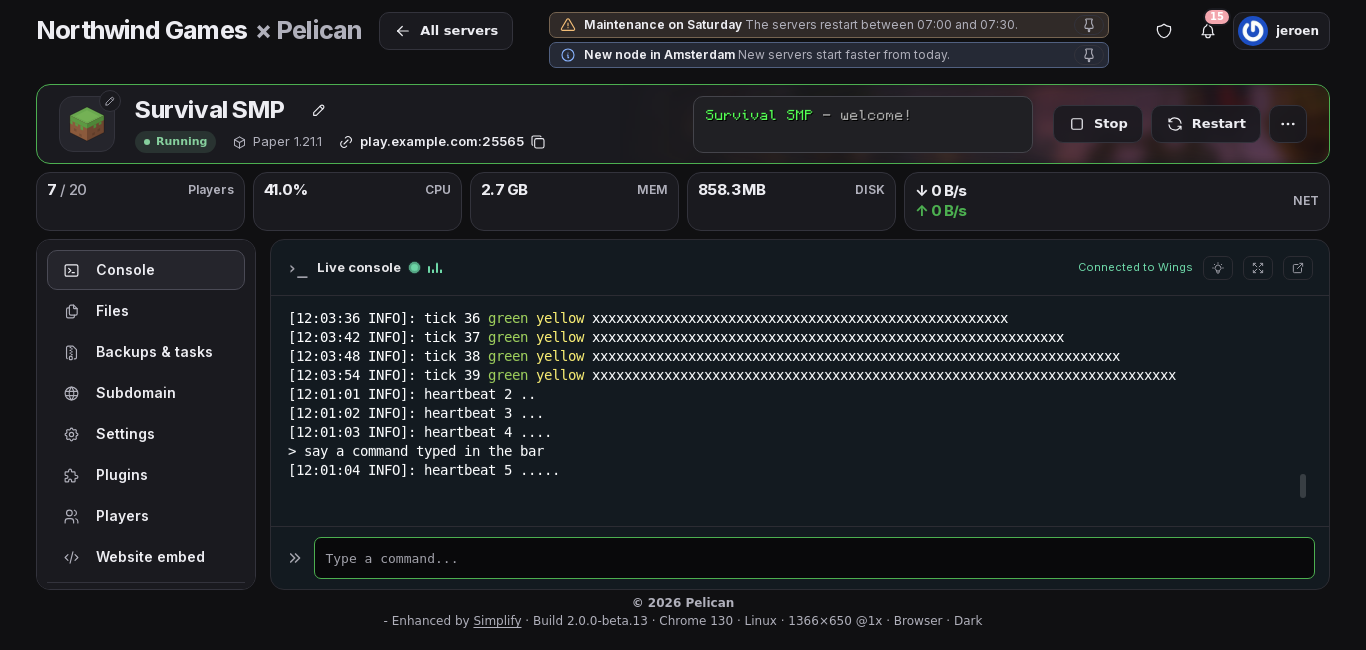 Northwind Games × Pelican
All servers
Maintenance on Saturday The servers restart between 07:00 and 07:30.
New node in Amsterdam New servers start faster from today.
15
jeroen
Survival SMP
Running
Paper 1.21.1
play.example.com:25565
Survival SMP - welcome!
Stop
Restart
7 / 20 Players
41.0% CPU
2.7 GB MEM
858.3 MB DISK
↓ 0 B/s
↑ 0 B/s
NET
Console
Files
Backups & tasks
Subdomain
Settings
Plugins
Players
Website embed
Live console
Connected to Wings
[12:03:36 INFO]: tick 36 green yellow xxxxxxxxxxxxxxxxxxxxxxxxxxxxxxxxxxxxxxxxxxxxxxxxxxxx
[12:03:42 INFO]: tick 37 green yellow xxxxxxxxxxxxxxxxxxxxxxxxxxxxxxxxxxxxxxxxxxxxxxxxxxxxxxxxxxx
[12:03:48 INFO]: tick 38 green yellow xxxxxxxxxxxxxxxxxxxxxxxxxxxxxxxxxxxxxxxxxxxxxxxxxxxxxxxxxxxxxxxxxx
[12:03:54 INFO]: tick 39 green yellow xxxxxxxxxxxxxxxxxxxxxxxxxxxxxxxxxxxxxxxxxxxxxxxxxxxxxxxxxxxxxxxxxxxxxxxxx
[12:01:01 INFO]: heartbeat 2 ..
[12:01:02 INFO]: heartbeat 3 ...
[12:01:03 INFO]: heartbeat 4 ....
> say a command typed in the bar
[12:01:04 INFO]: heartbeat 5 .....
Type a command...
© 2026 Pelican
- Enhanced by Simplify · Build 2.0.0-beta.13 · Chrome 130 · Linux · 1366×650 @1x · Browser · Dark